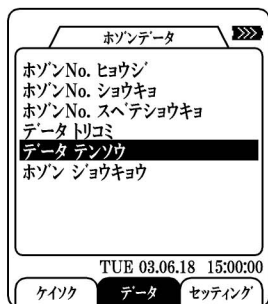 ホゾンデータ
ホゾンNo. ヒョウジ
ホゾンNo. ショウキョ
ホゾンNo. スベテショウキョ
データ トリコミ
データ テンソウ
ホゾン ジョウキョウ
TUE 03.06.18 15:00:00
ケイソク データ セッティング